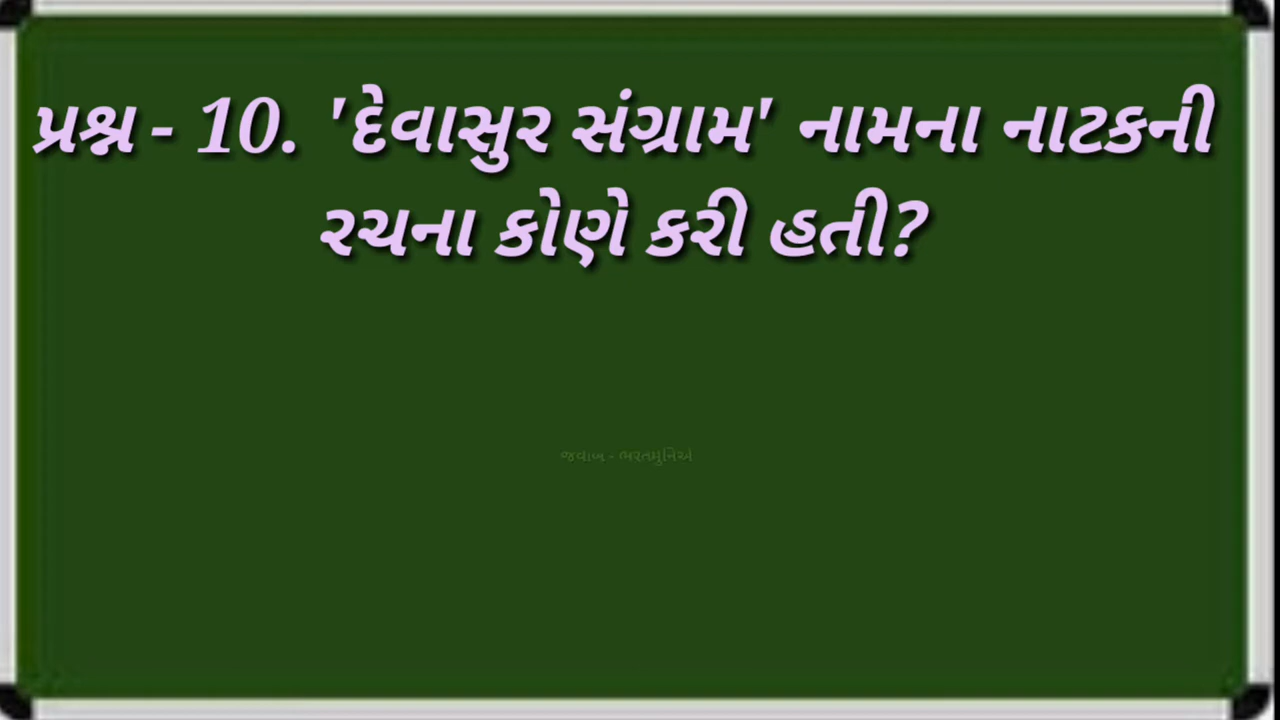 પ્રશ્ન - 10. 'દેવાસુર સંગ્રામ' નામના નાટકની
રચના કોણે કરી હતી?
જવાબ - ભરતમુનિએ